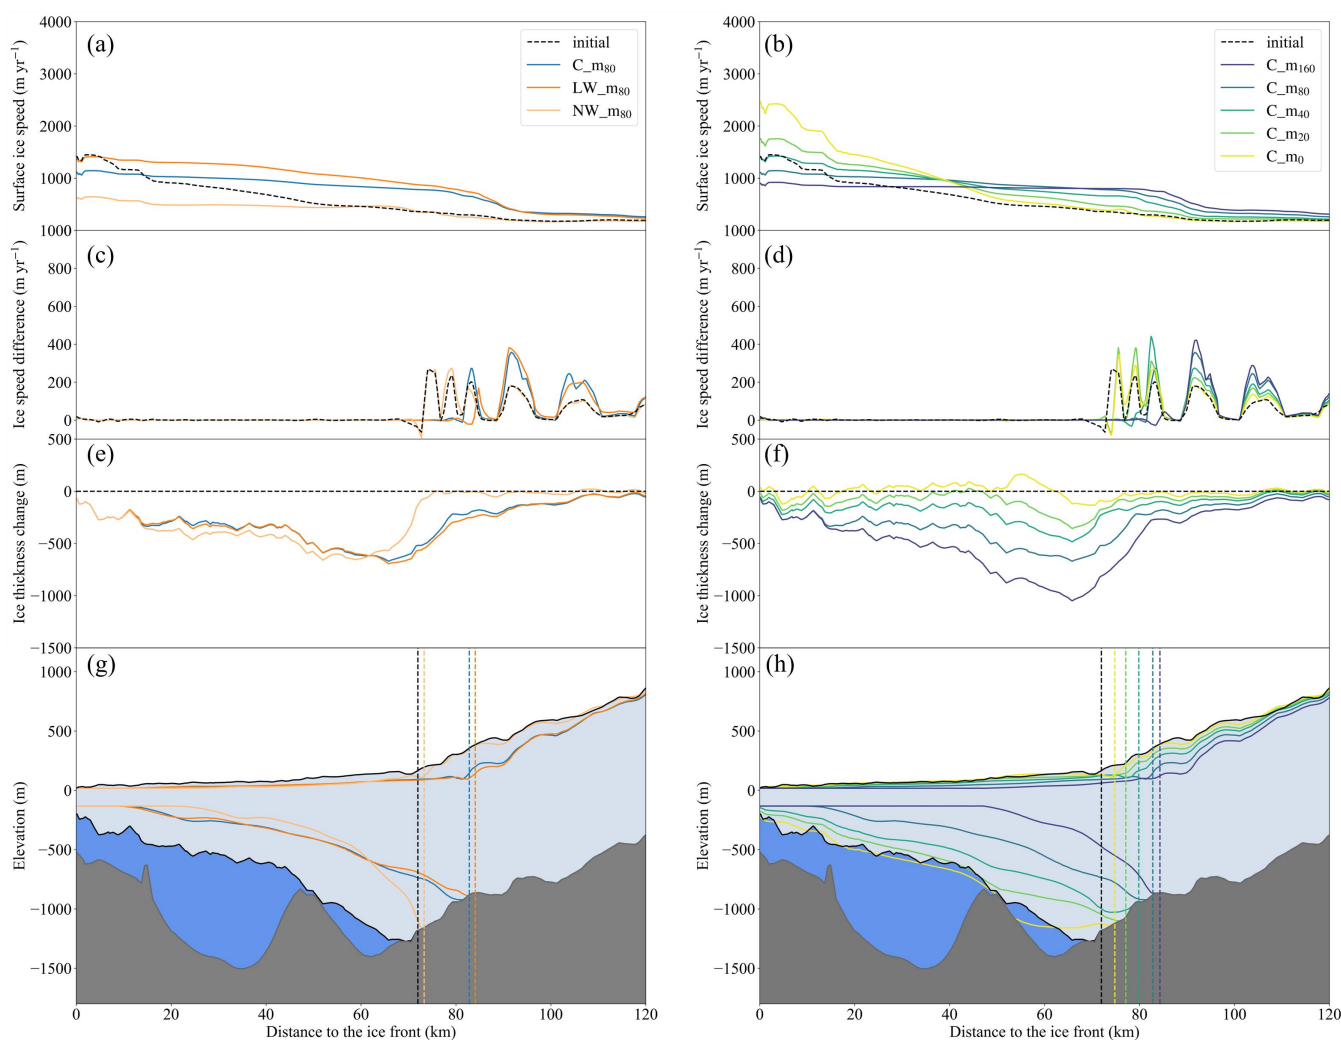 (a)
initial
C_m80
LW_m80
NW_m80
4000
3000
2000
1000
0
Surface ice speed (m yr−1)
(b)
initial
C_m160
C_m80
C_m40
C_m20
C_m0
4000
3000
2000
1000
0
Surface ice speed (m yr−1)
(c)
1000
800
600
400
200
0
Ice speed difference (m yr−1)
(d)
1000
800
600
400
200
0
Ice speed difference (m yr−1)
(e)
500
0
−500
−1000
−1500
Ice thickness change (m)
(f)
500
0
−500
−1000
−1500
Ice thickness change (m)
(g)
1000
500
0
−500
−1000
−1500
Elevation (m)
0 20 40 60 80 100 120
Distance to the ice front (km)
(h)
1000
500
0
−500
−1000
−1500
Elevation (m)
0 20 40 60 80 100 120
Distance to the ice front (km)